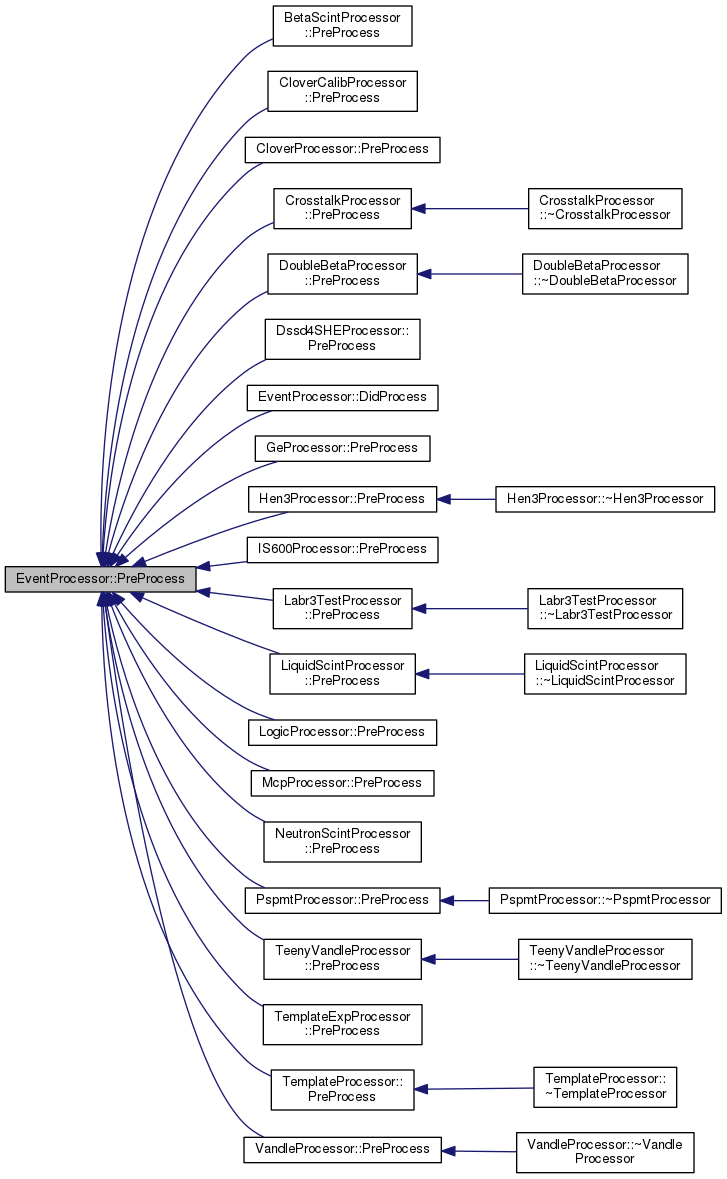 BetaScintProcessor
::PreProcess
CloverCalibProcessor
::PreProcess
CloverProcessor::PreProcess
CrosstalkProcessor
::PreProcess
CrosstalkProcessor
::~CrosstalkProcessor
DoubleBetaProcessor
::PreProcess
DoubleBetaProcessor
::~DoubleBetaProcessor
Dssd4SHEProcessor::
PreProcess
EventProcessor::DidProcess
GeProcessor::PreProcess
Hen3Processor::PreProcess
Hen3Processor::~Hen3Processor
IS600Processor::PreProcess
EventProcessor::PreProcess
Labr3TestProcessor
::PreProcess
Labr3TestProcessor
::~Labr3TestProcessor
LiquidScintProcessor
::PreProcess
LiquidScintProcessor
::~LiquidScintProcessor
LogicProcessor::PreProcess
McpProcessor::PreProcess
NeutronScintProcessor
::PreProcess
PspmtProcessor::PreProcess
PspmtProcessor::~PspmtProcessor
TeenyVandleProcessor
::PreProcess
TeenyVandleProcessor
::~TeenyVandleProcessor
TemplateExpProcessor
::PreProcess
TemplateProcessor::
PreProcess
TemplateProcessor::
~TemplateProcessor
VandleProcessor::PreProcess
VandleProcessor::~Vandle
Processor